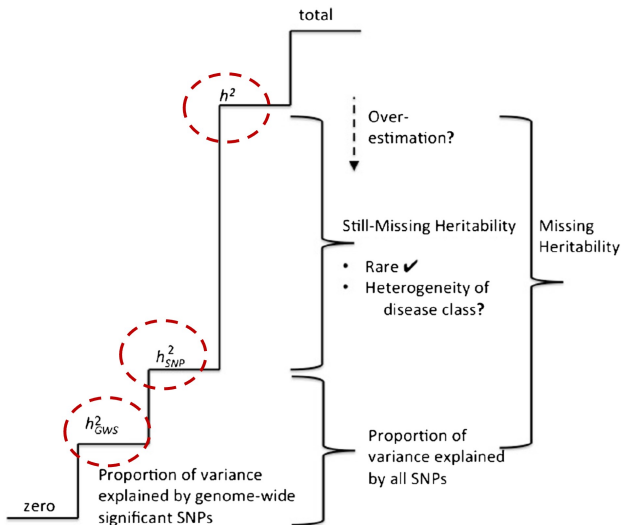 total
h²
Over-
estimation?
Still-Missing Heritability
• Rare ✔
• Heterogeneity of
disease class?
Missing
Heritability
h²SNP
h²GWS
Proportion of
variance explained
by all SNPs
Proportion of variance
explained by genome-wide
significant SNPs
zero